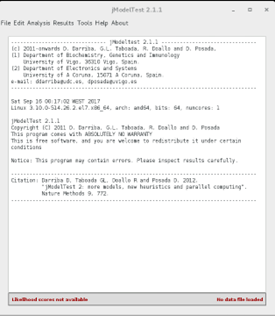 jModelTest 2.1.1
File Edit Analysis Results Tools Help About
---------------------------- jModeltest 2.1.1 ----------------------------
(c) 2011-onwards D. Darriba, G.L. Taboada, R. Doallo and D. Posada,
(1) Department of Biochemistry, Genetics and Immunology
University of Vigo, 36310 Vigo, Spain.
(2) Department of Electronics and Systems
University of A Coruna, 15071 A Coruna, Spain.
e-mail: ddarriba@udc.es, dposada@uvigo.es
--------------------------------------------------------------------------------
Sat Sep 16 00:17:02 WEST 2017
Linux 3.10.0-514.26.2.el7.x86_64, arch: amd64, bits: 64, numcores: 1
jModelTest 2.1.1
Copyright (C) 2011 D. Darriba, G.L. Taboada, R. Doallo and D. Posada
This program comes with ABSOLUTELY NO WARRANTY
This is free software, and you are welcome to redistribute it under certain
conditions
Notice: This program may contain errors. Please inspect results carefully.
--------------------------------------------------------------------------------
Citation: Darriba D, Taboada GL, Doallo R and Posada D. 2012.
"jModelTest 2: more models, new heuristics and parallel computing".
Nature Methods 9, 772.
--------------------------------------------------------------------------------
Likelihood scores not available
No data file loaded